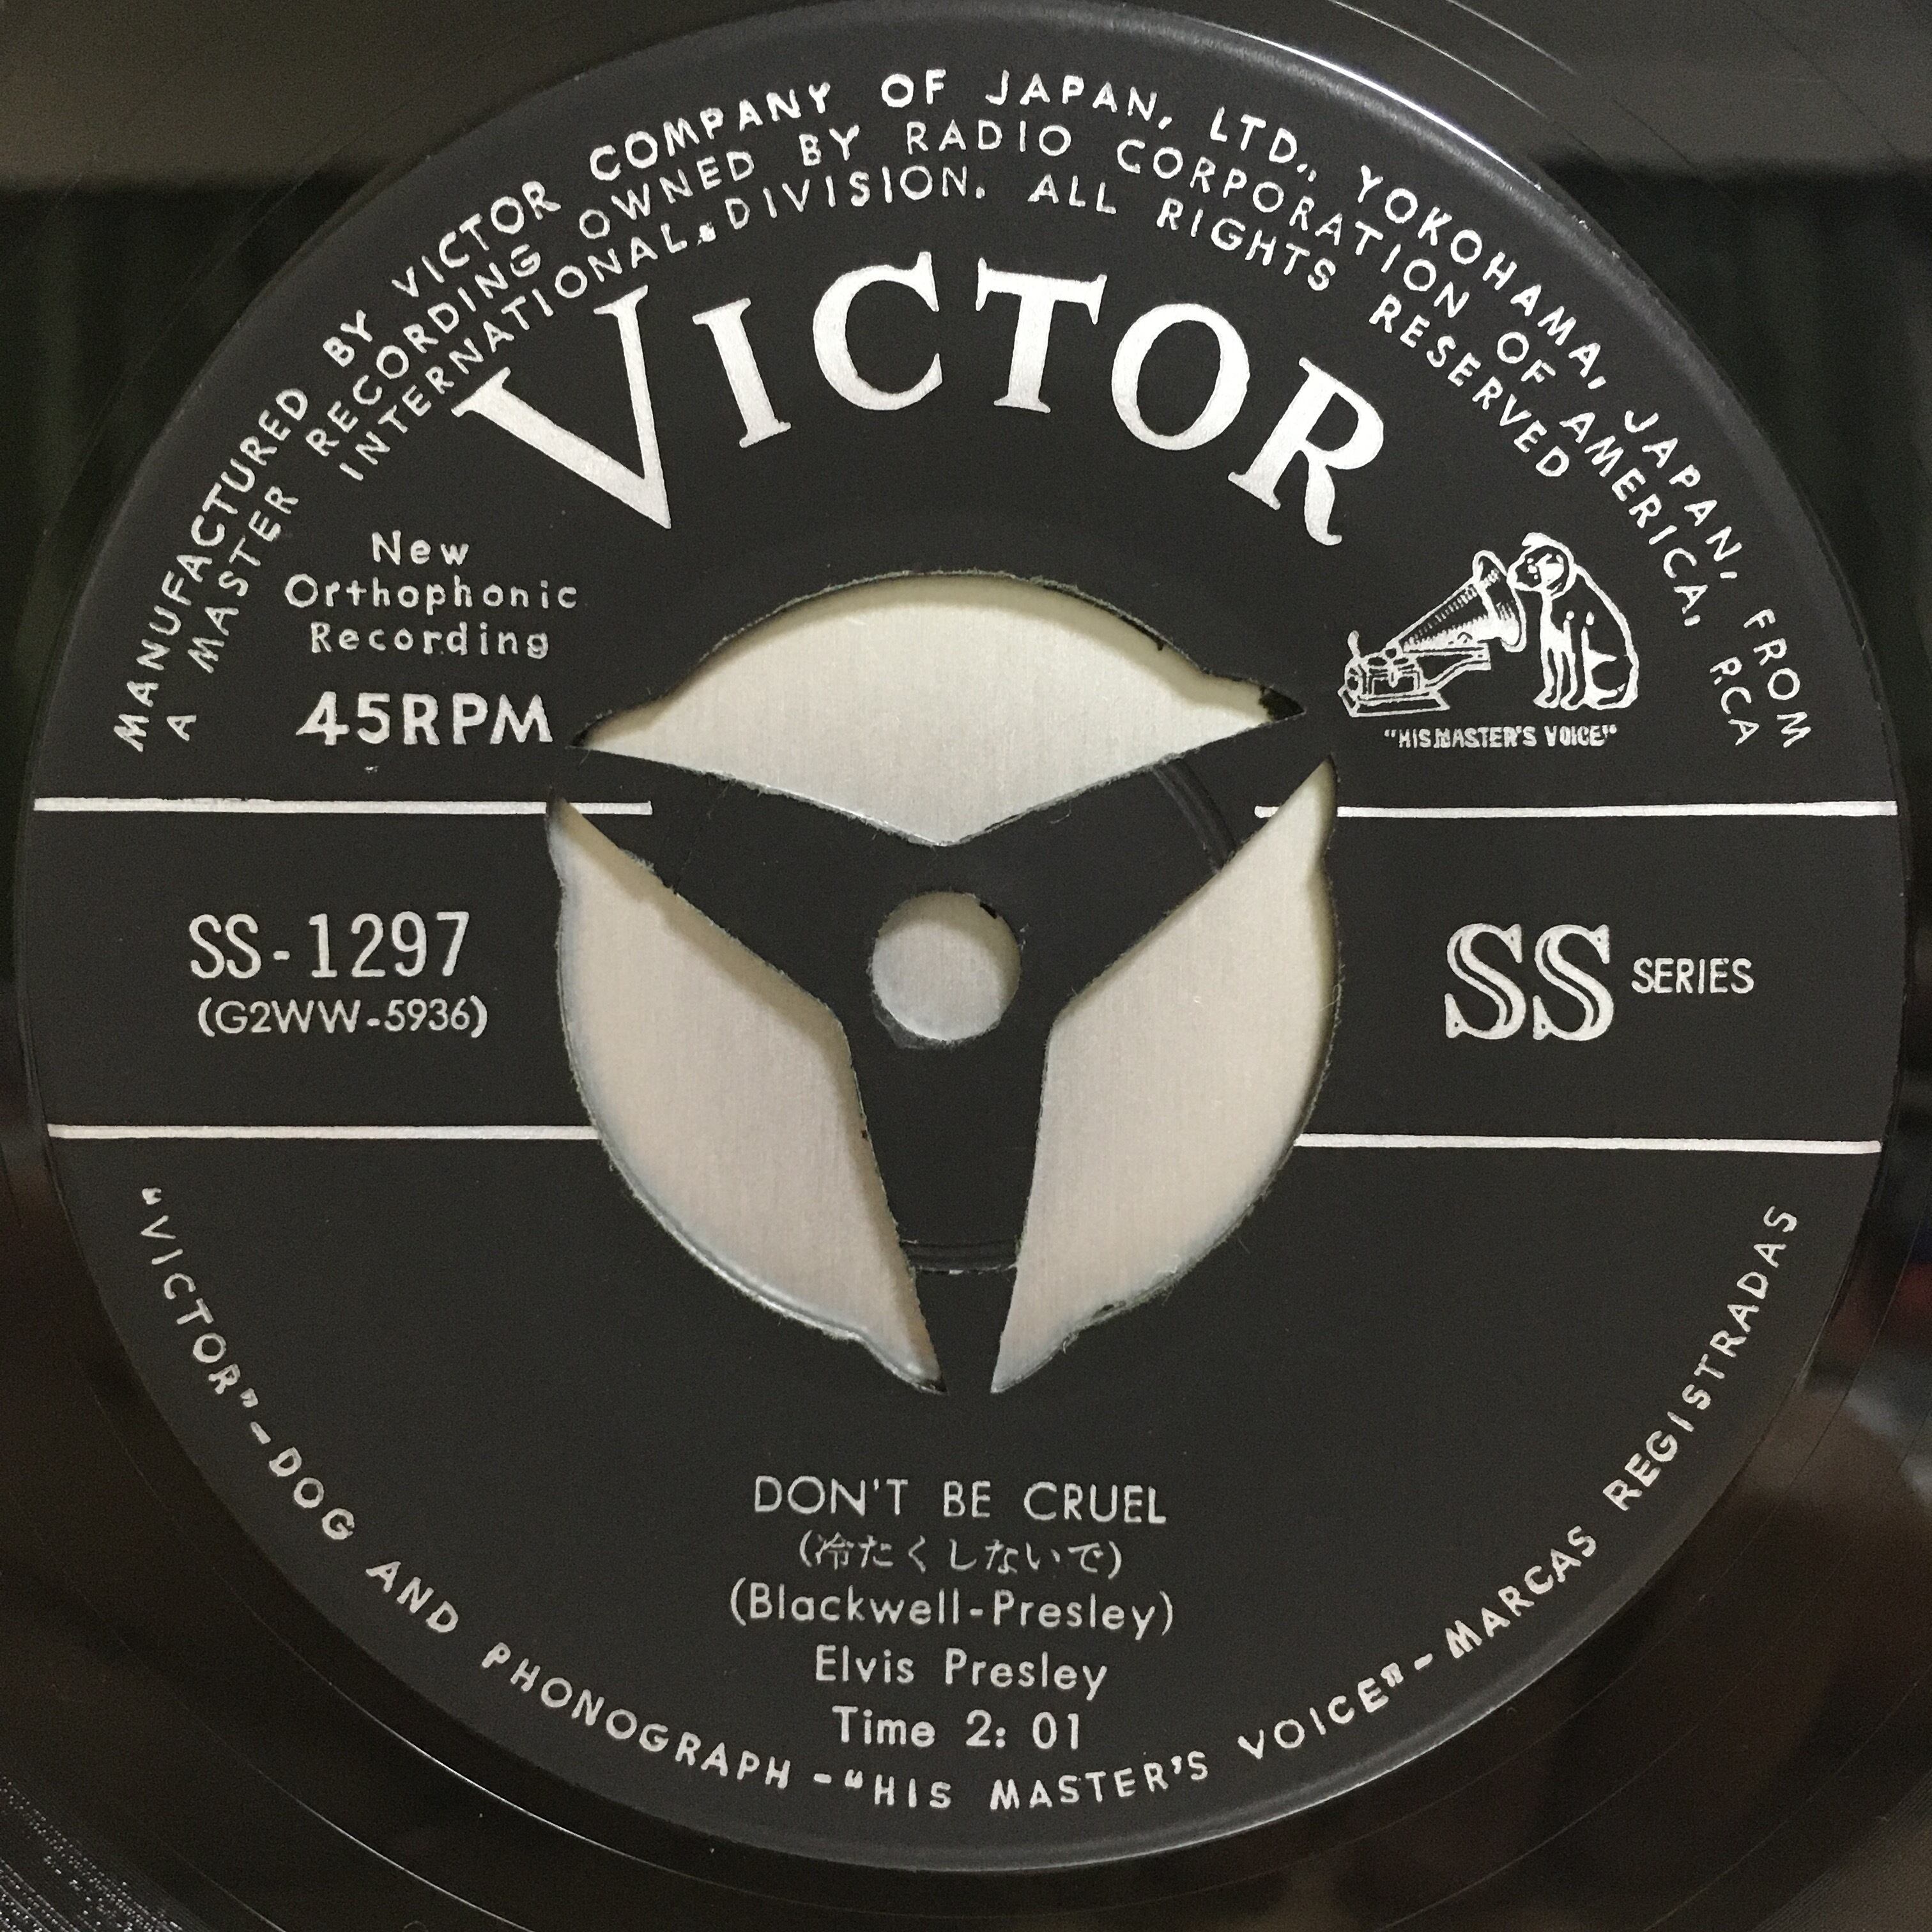 MANUFACTURED BY VICTOR COMPANY OF JAPAN, LTD., YOKOHAMA, JAPAN, FROM
A MASTER RECORDING OWNED BY RADIO CORPORATION OF AMERICA, RCA
INTERNATIONAL DIVISION. ALL RIGHTS RESERVED
VICTOR
New
Orthophonic
Recording
45RPM
"HIS MASTER'S VOICE"
SS-1297
(G2WW-5936)
SS SERIES
DON'T BE CRUEL
(冷たくしないで)
(Blackwell-Presley)
Elvis Presley
Time 2: 01
"VICTOR"-DOG AND PHONOGRAPH-"HIS MASTER'S VOICE"-MARCAS REGISTRADAS